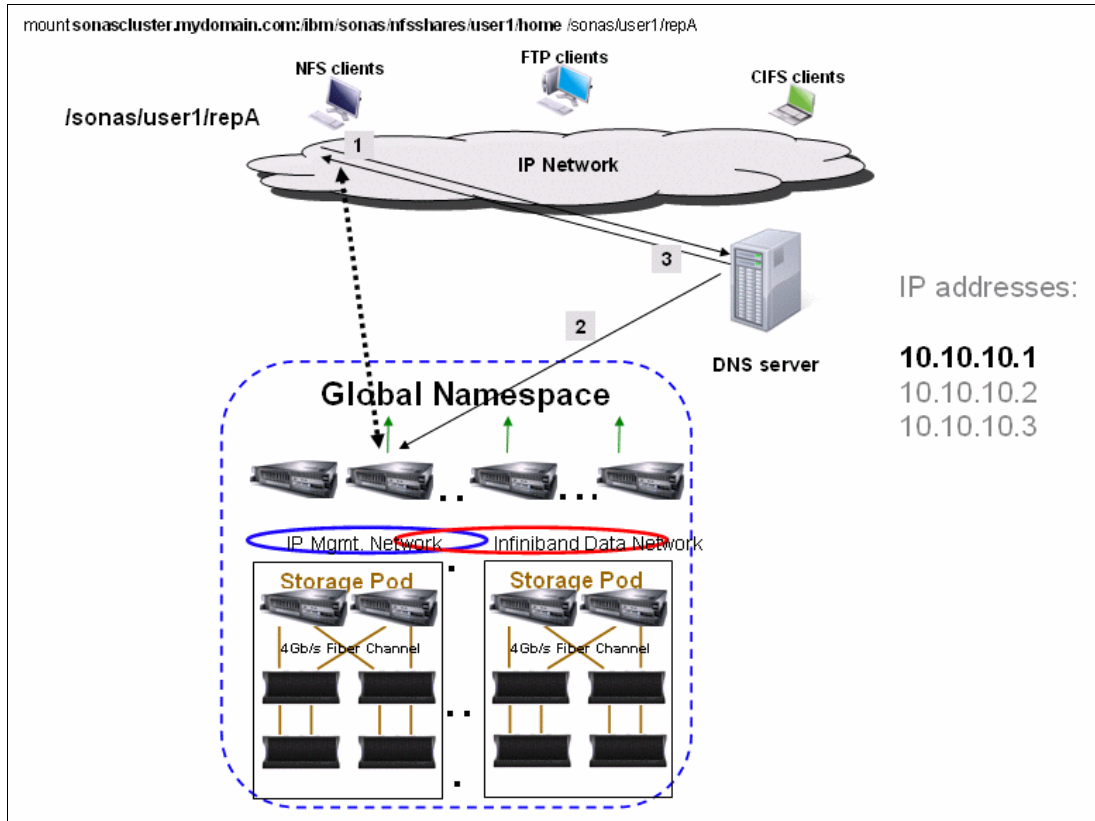 mount sonascluster.mydomain.com:/ibm/sonas/nfsshares/user1/home /sonas/user1/repA
NFS clients
FTP clients
CIFS clients
/sonas/user1/repA
1
IP Network
3
2
DNS server
IP addresses:
10.10.10.1
10.10.10.2
10.10.10.3
Global Namespace
IP Mgmt. Network
Infiniband Data Network
Storage Pod
Storage Pod
4Gb/s Fiber Channel
4Gb/s Fiber Channel